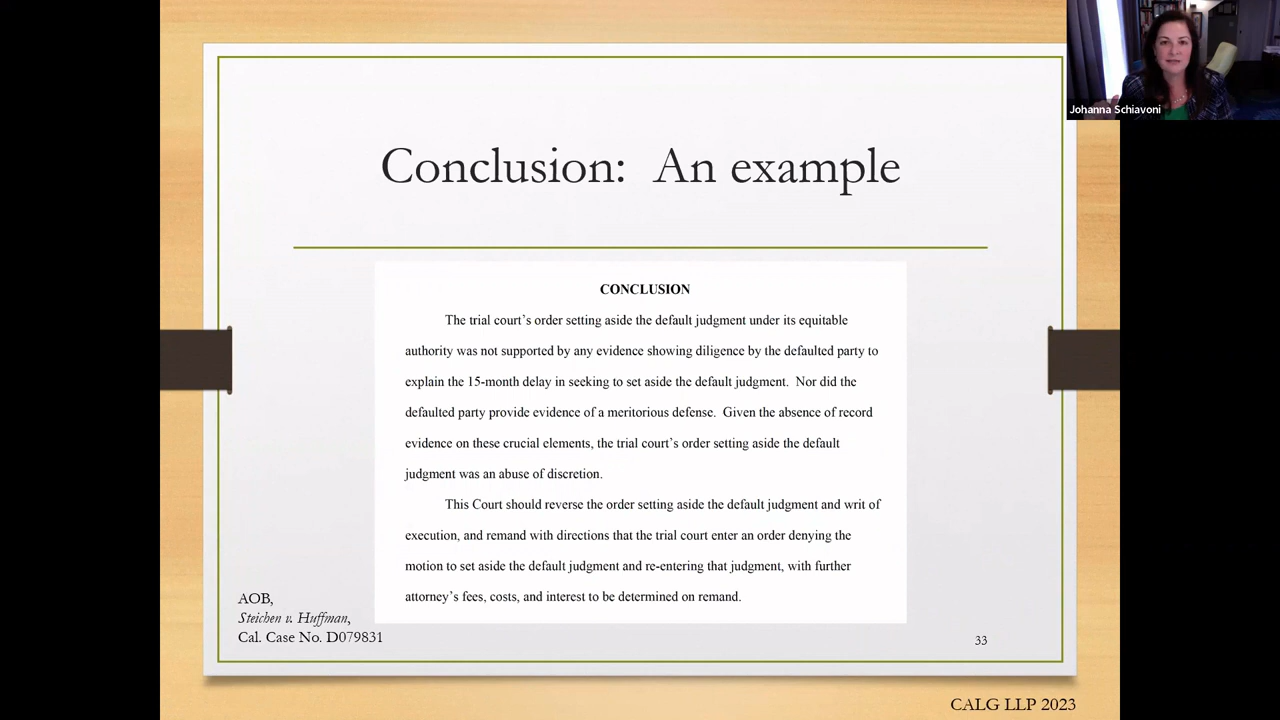 Johanna Schiavoni
Conclusion:  An example
CONCLUSION
The trial court’s order setting aside the default judgment under its equitable
authority was not supported by any evidence showing diligence by the defaulted party to
explain the 15-month delay in seeking to set aside the default judgment.  Nor did the
defaulted party provide evidence of a meritorious defense.  Given the absence of record
evidence on these crucial elements, the trial court’s order setting aside the default
judgment was an abuse of discretion.
This Court should reverse the order setting aside the default judgment and writ of
execution, and remand with directions that the trial court enter an order denying the
motion to set aside the default judgment and re-entering that judgment, with further
attorney’s fees, costs, and interest to be determined on remand.
AOB,
Steichen v. Huffman,
Cal. Case No. D079831
33
CALG LLP 2023